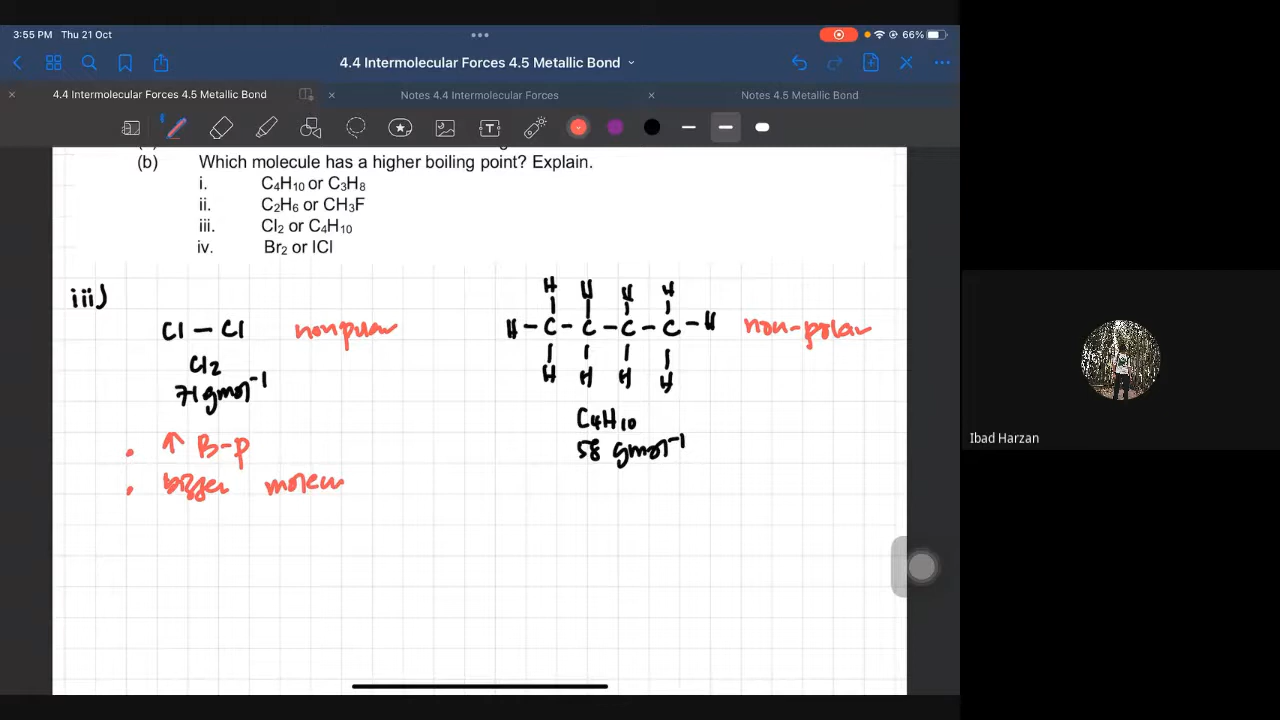 3:55 PM Thu 21 Oct
66%
4.4 Intermolecular Forces 4.5 Metallic Bond
4.4 Intermolecular Forces 4.5 Metallic Bond
Notes 4.4 Intermolecular Forces
Notes 4.5 Metallic Bond
(b) Which molecule has a higher boiling point? Explain.
i. C4H10 or C3H8
ii. C2H6 or CH3F
iii. Cl2 or C4H10
iv. Br2 or ICl
iii)
H H H H
Cl – Cl nonpolar H – C – C – C – C – H non-polar
H H H H
Cl2
71 gmol⁻¹
C4H10
58 gmol⁻¹
• ↑ B-p
• bigger molecu
Ibad Harzan